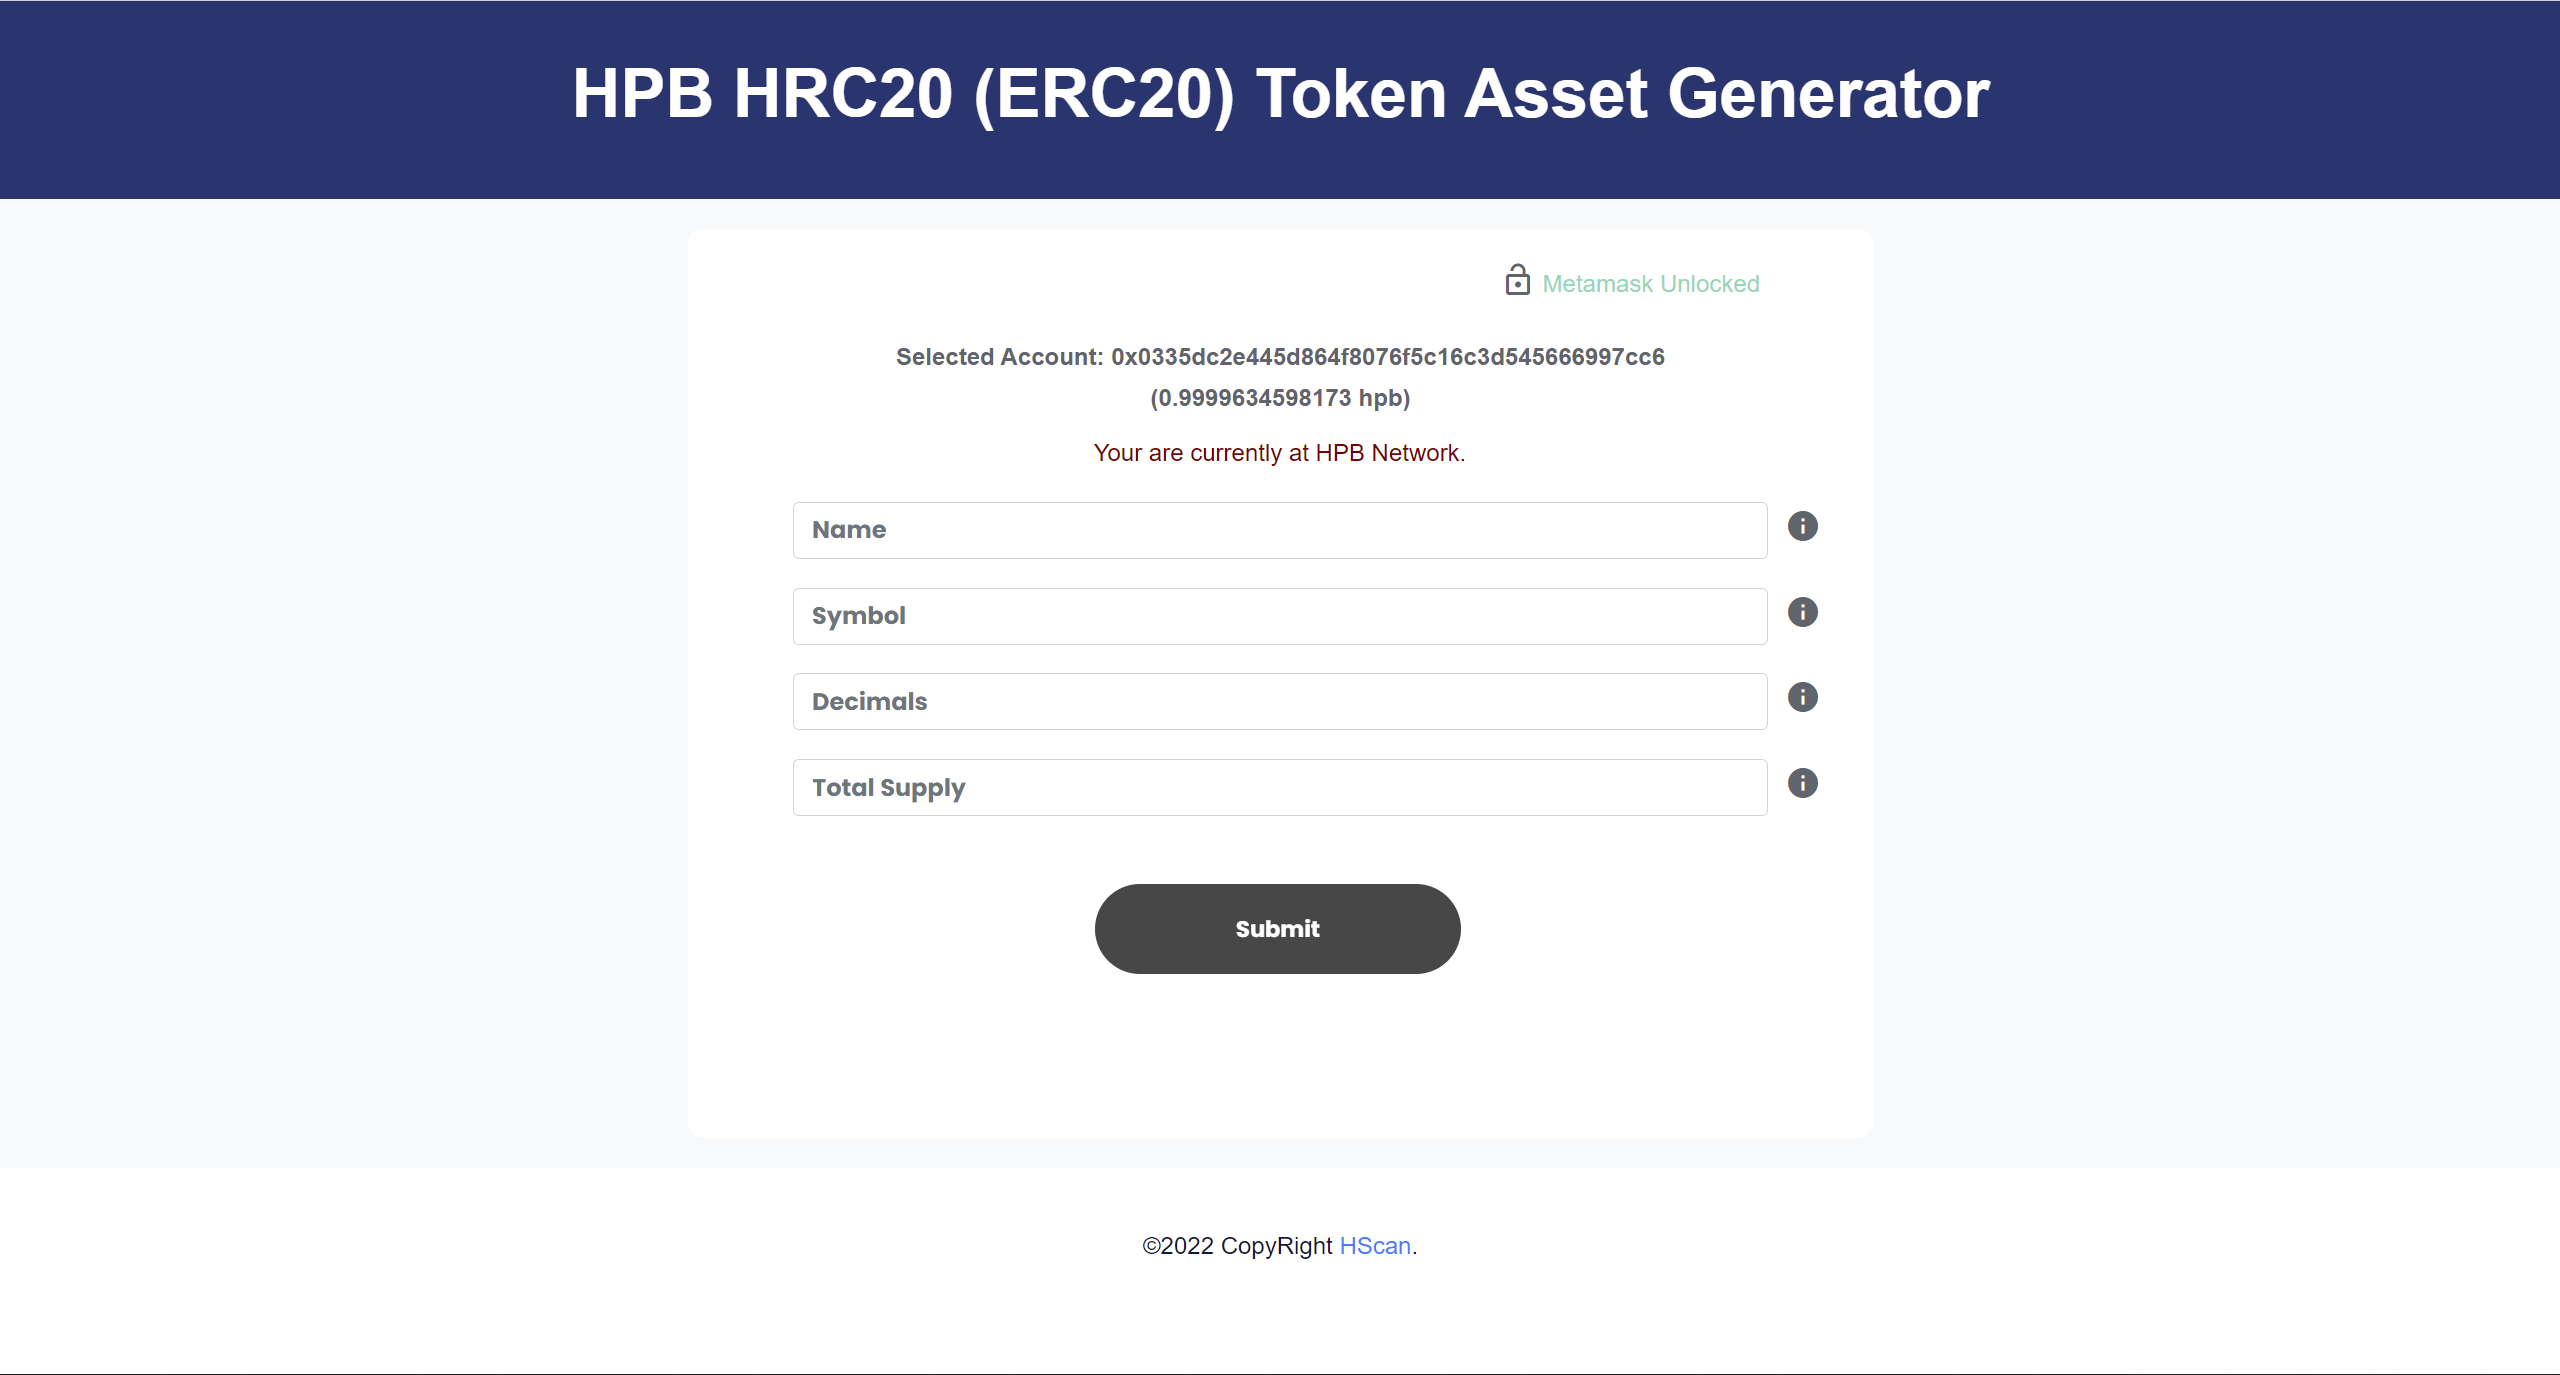 HPB HRC20 (ERC20) Token Asset Generator
Metamask Unlocked
Selected Account: 0x0335dc2e445d864f8076f5c16c3d545666997cc6
(0.9999634598173 hpb)
Your are currently at HPB Network.
Name
Symbol
Decimals
Total Supply
Submit
©2022 CopyRight HScan.